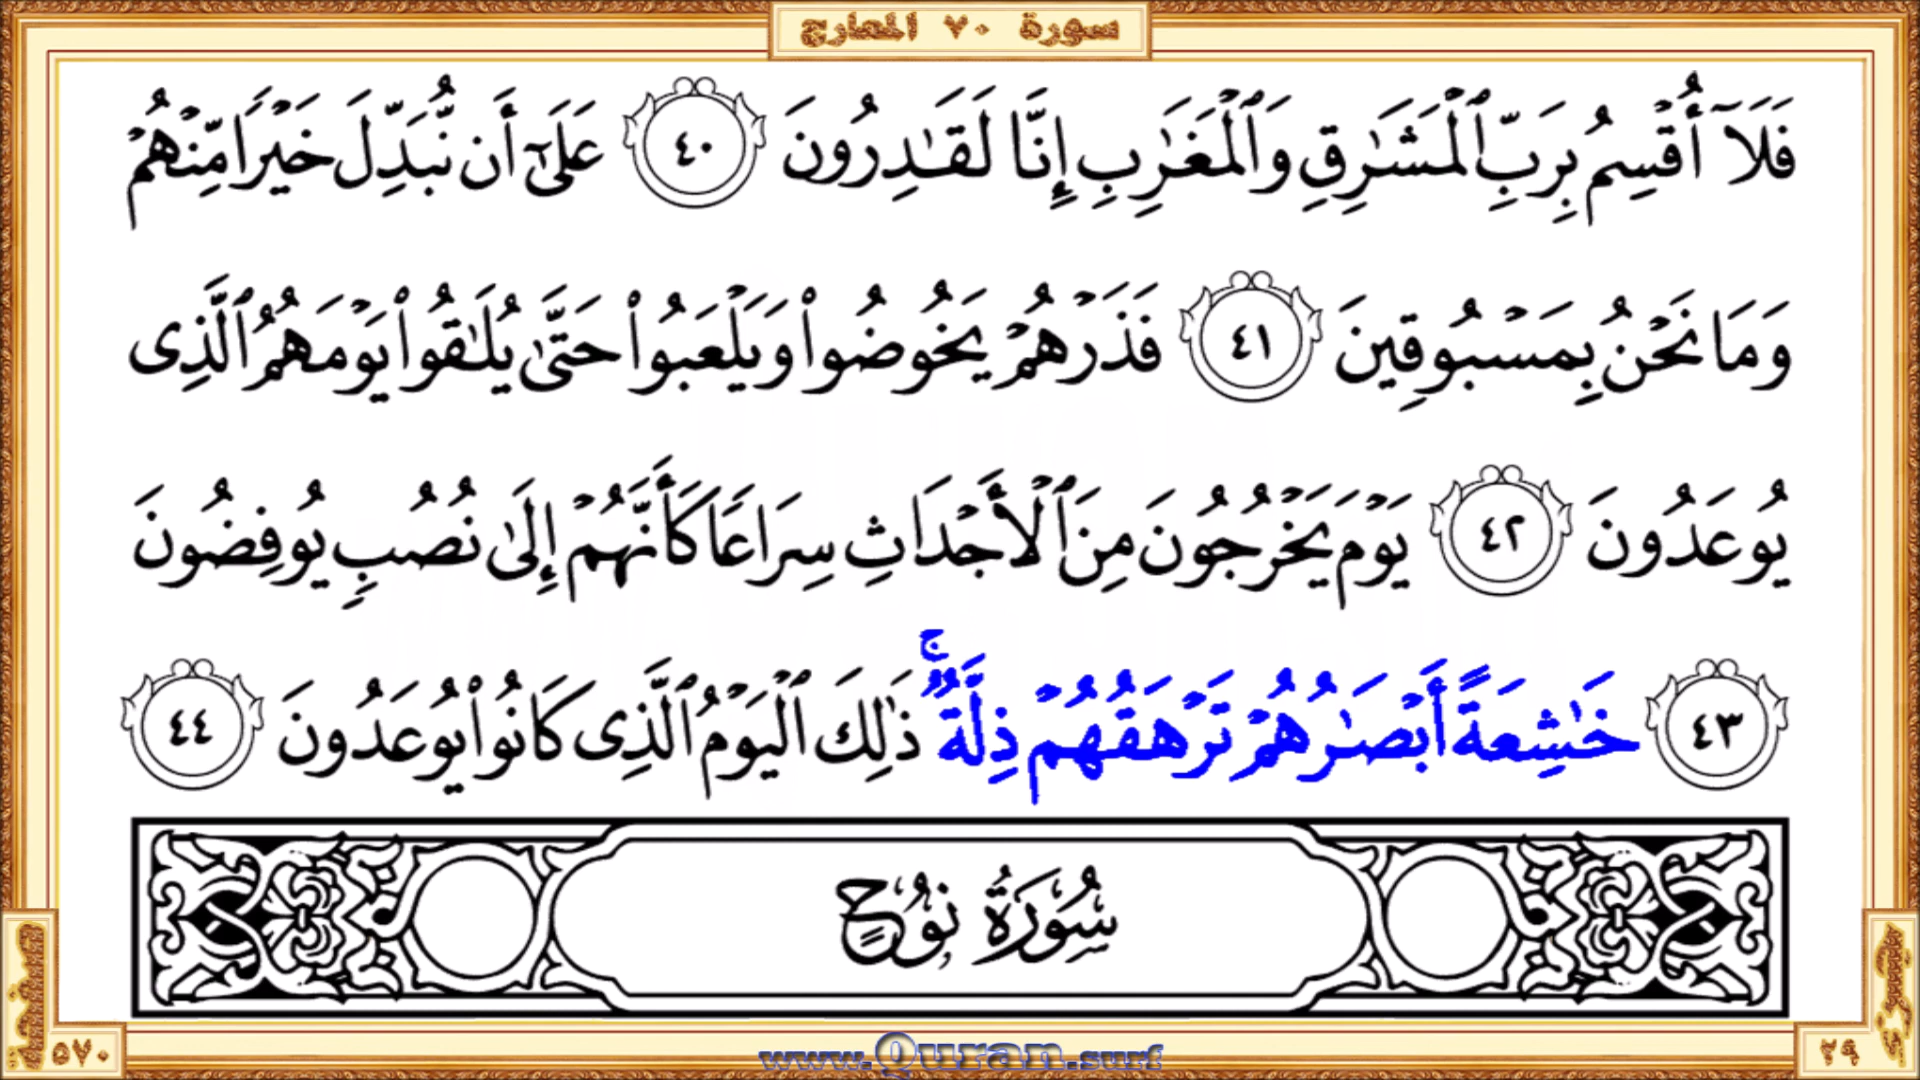 سورة ٧٠ المعارج
فَلَآ أُقْسِمُ بِرَبِّ ٱلْمَشَٰرِقِ وَٱلْمَغَٰرِبِ إِنَّا لَقَٰدِرُونَ ٤٠ عَلَىٰٓ أَن نُّبَدِّلَ خَيْرًا مِّنْهُمْ
وَمَا نَحْنُ بِمَسْبُوقِينَ ٤١ فَذَرْهُمْ يَخُوضُوا۟ وَيَلْعَبُوا۟ حَتَّىٰ يُلَٰقُوا۟ يَوْمَهُمُ ٱلَّذِى
يُوعَدُونَ ٤٢ يَوْمَ يَخْرُجُونَ مِنَ ٱلْأَجْدَاثِ سِرَاعًا كَأَنَّهُمْ إِلَىٰ نُصُبٍ يُوفِضُونَ
٤٣ خَٰشِعَةً أَبْصَٰرُهُمْ تَرْهَقُهُمْ ذِلَّةٌ ۚ ذَٰلِكَ ٱلْيَوْمُ ٱلَّذِى كَانُوا۟ يُوعَدُونَ ٤٤
سُورَةُ نُوحٍ
صفحة ٥٧٠
www.Quran.surf
٢٩